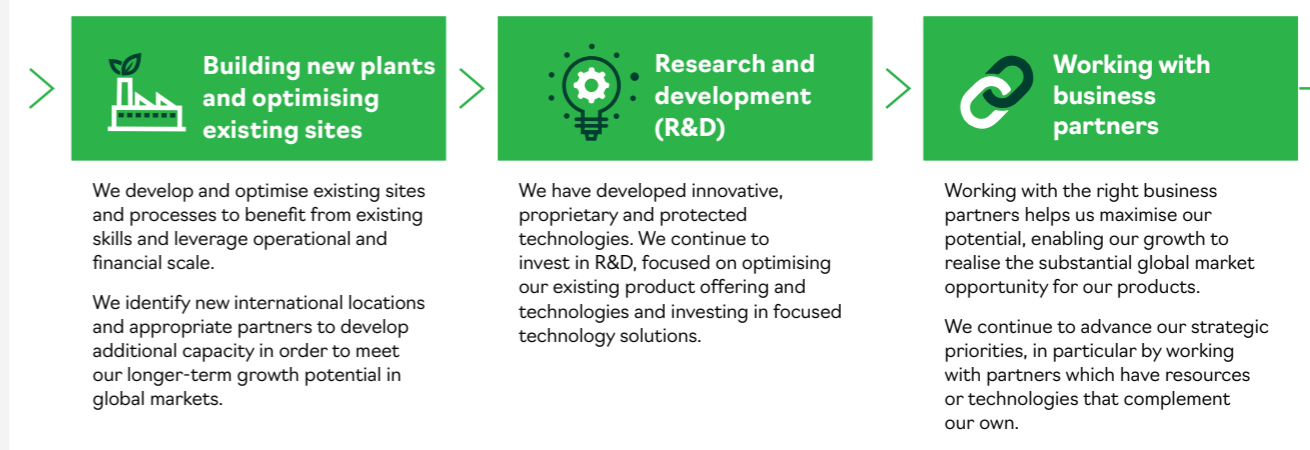 Building new plants
and optimising
existing sites
We develop and optimise existing sites
and processes to benefit from existing
skills and leverage operational and
financial scale.
We identify new international locations
and appropriate partners to develop
additional capacity in order to meet
our longer-term growth potential in
global markets.
Research and
development
(R&D)
We have developed innovative,
proprietary and protected
technologies. We continue to
invest in R&D, focused on optimising
our existing product offering and
technologies and investing in focused
technology solutions.
Working with
business
partners
Working with the right business
partners helps us maximise our
potential, enabling our growth to
realise the substantial global market
opportunity for our products.
We continue to advance our strategic
priorities, in particular by working
with partners which have resources
or technologies that complement
our own.